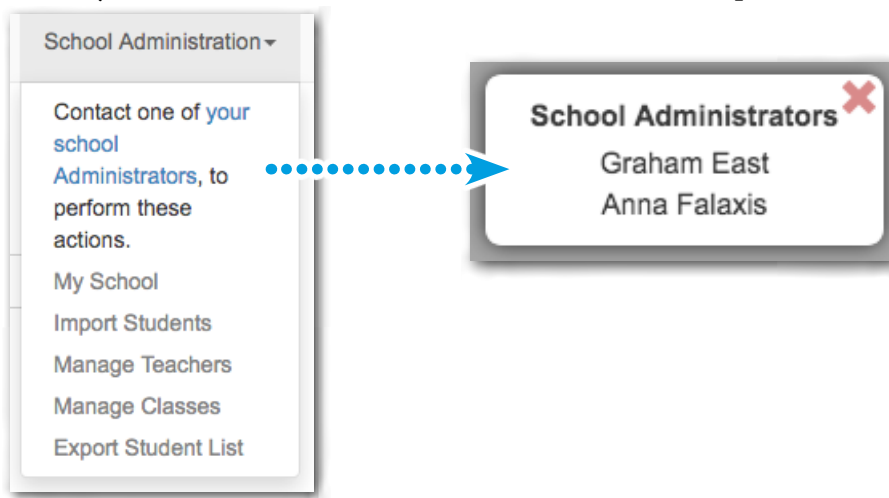 School Administration
Contact one of your
school
Administrators, to
perform these
actions.
My School
Import Students
Manage Teachers
Manage Classes
Export Student List
School Administrators
Graham East
Anna Falaxis